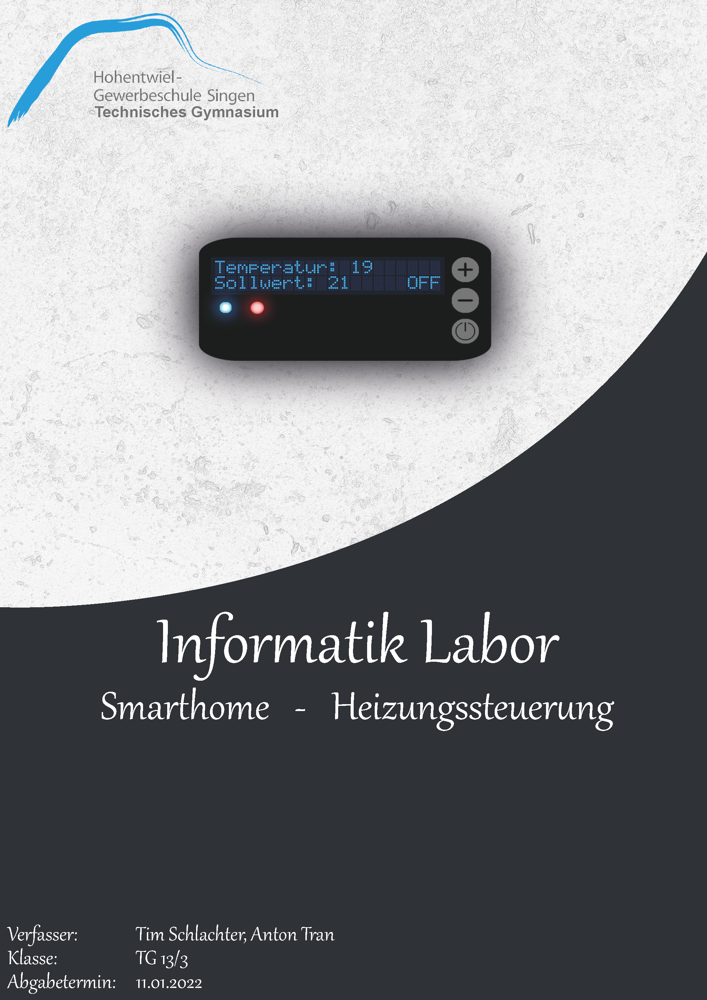 Hohentwiel-
Gewerbeschule Singen
Technisches Gymnasium
Temperatur: 19
Sollwert: 21 OFF
Informatik Labor
Smarthome - Heizungssteuerung
Verfasser: Tim Schlachter, Anton Tran
Klasse: TG 13/3
Abgabetermin: 11.01.2022